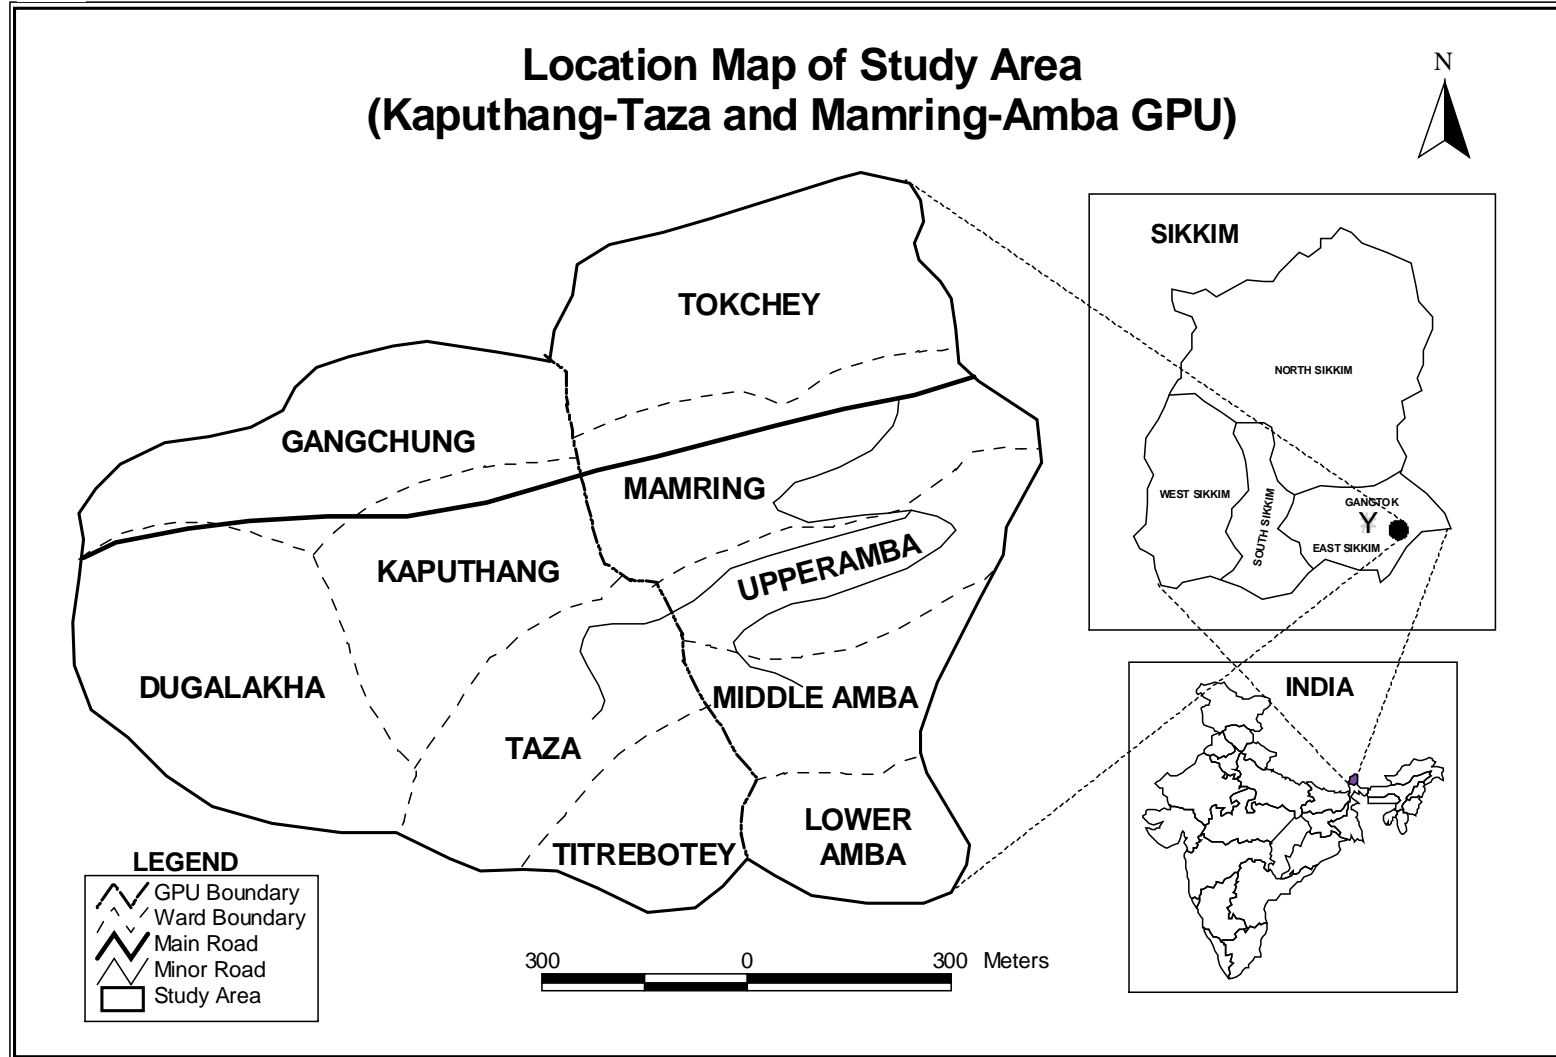 Location Map of Study Area
(Kaputhang-Taza and Mamring-Amba GPU)
N
SIKKIM
NORTH SIKKIM
WEST SIKKIM
SOUTH SIKKIM
GANGTOK
Y
EAST SIKKIM
TOKCHEY
GANGCHUNG
MAMRING
KAPUTHANG
UPPERAMBA
DUGALAKHA
MIDDLE AMBA
TAZA
LOWER
AMBA
TITREBOTEY
INDIA
LEGEND
GPU Boundary
Ward Boundary
Main Road
Minor Road
Study Area
300 0 300 Meters